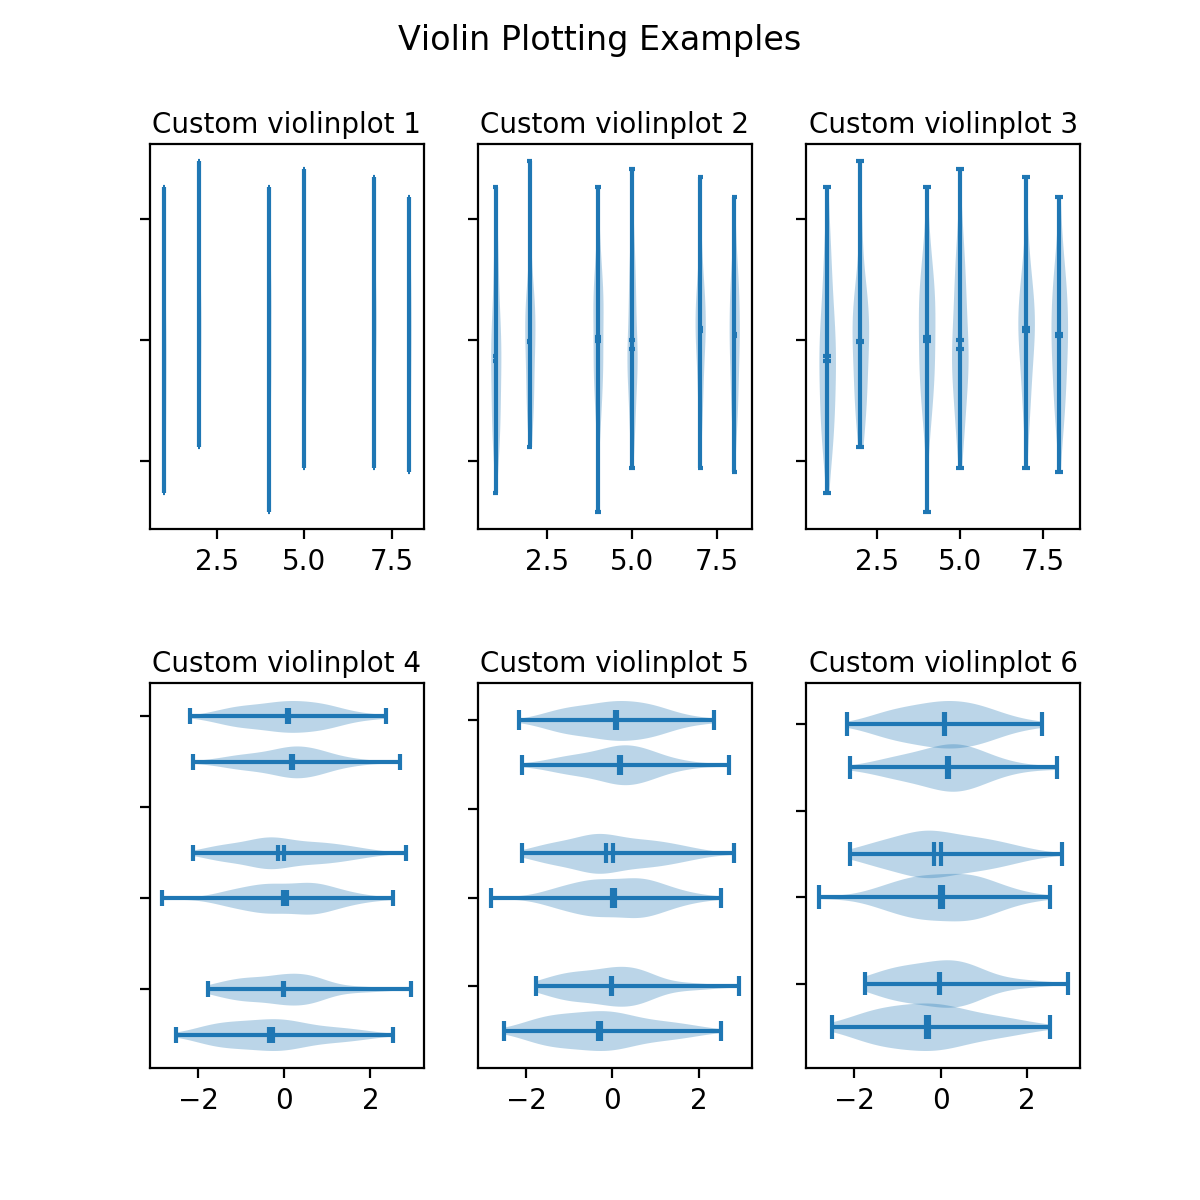 Violin Plotting Examples
Custom violinplot 1 Custom violinplot 2 Custom violinplot 3
2.5 5.0 7.5 2.5 5.0 7.5 2.5 5.0 7.5
Custom violinplot 4 Custom violinplot 5 Custom violinplot 6
−2 0 2 −2 0 2 −2 0 2